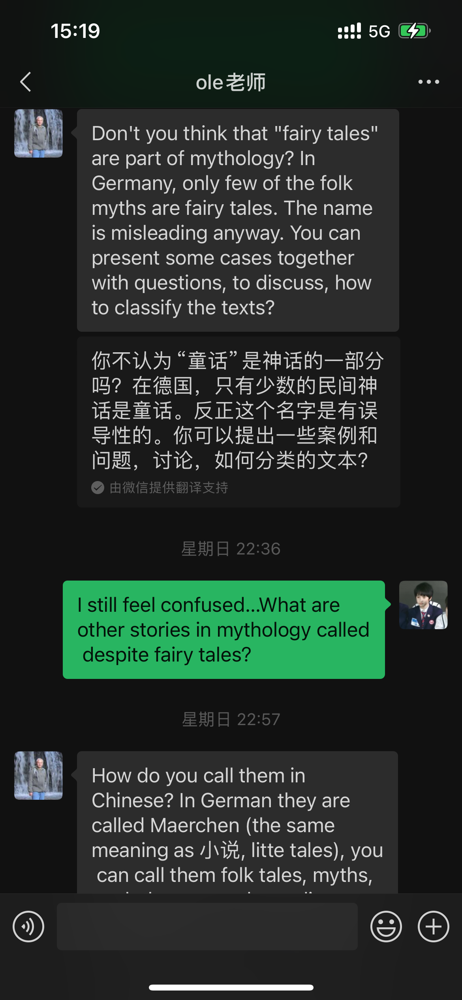 15:19
5G
ole老师
Don't you think that "fairy tales"
are part of mythology? In
Germany, only few of the folk
myths are fairy tales. The name
is misleading anyway. You can
present some cases together
with questions, to discuss, how
to classify the texts?
你不认为 “童话” 是神话的一部分
吗? 在德国，只有少数的民间神
话是童话。反正这个名字是有误
导性的。你可以提出一些案例和
问题，讨论，如何分类的文本?
由微信提供翻译支持
星期日 22:36
I still feel confused...What are
other stories in mythology called
despite fairy tales?
星期日 22:57
How do you call them in
Chinese? In German they are
called Maerchen (the same
meaning as 小说, litte tales), you
can call them folk tales, myths,